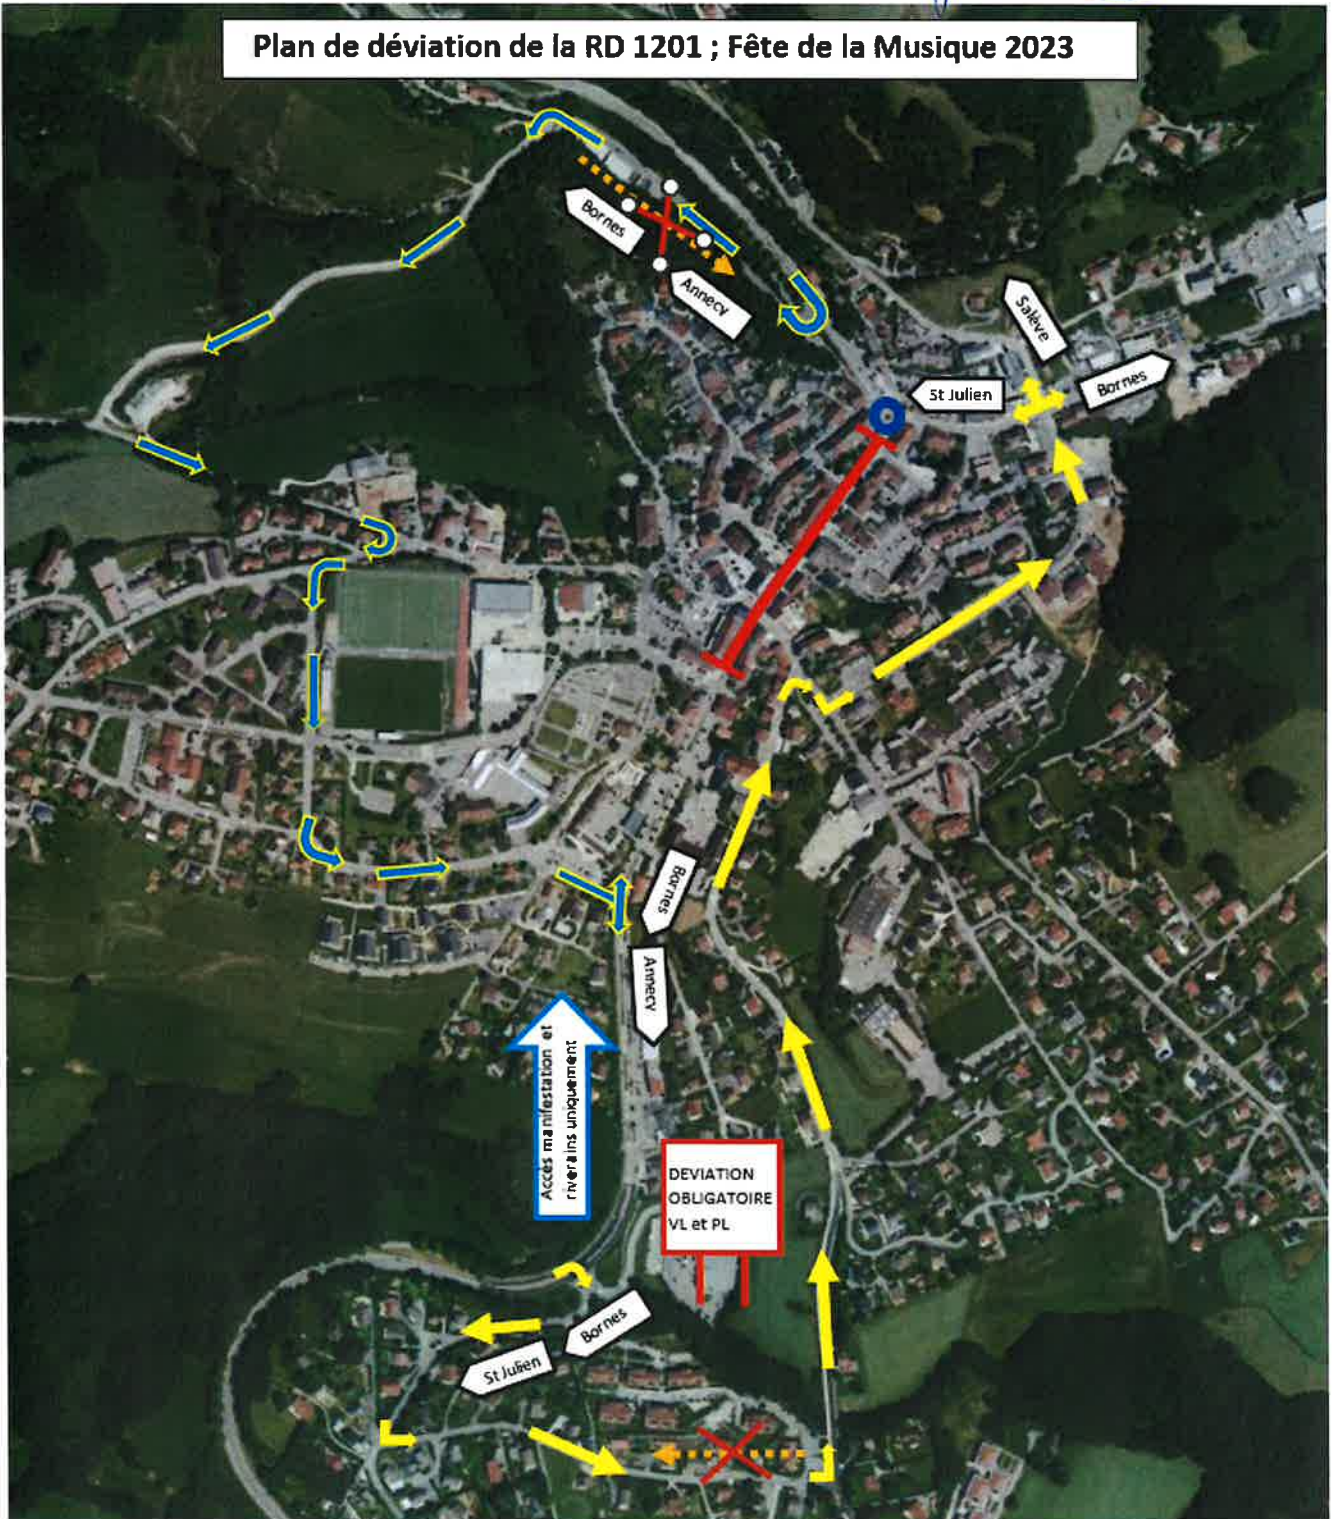 Plan de déviation de la RD 1201 ; Fête de la Musique 2023
Bornes
Annecy
Salève
St Julien
Bornes
Bornes
Annecy
Accès manifestation et
riverains uniquement
DEVIATION
OBLIGATOIRE
VL et PL
Bornes
St Julien